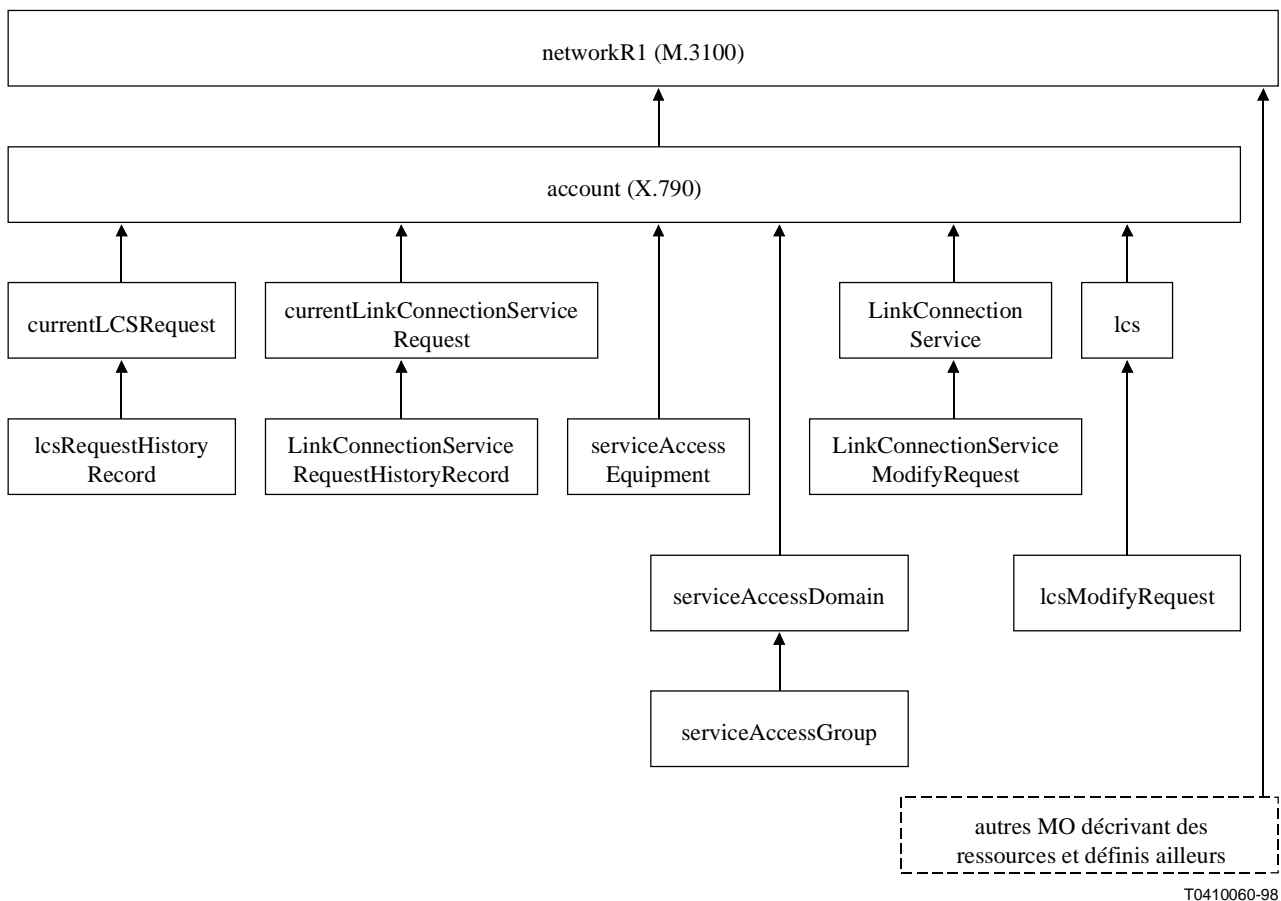 networkR1 (M.3100)
account (X.790)
currentLCSRequest
currentLinkConnectionService
Request
LinkConnection
Service
lcs
lcsRequestHistory
Record
LinkConnectionService
RequestHistoryRecord
serviceAccess
Equipment
LinkConnectionService
ModifyRequest
serviceAccessDomain
lcsModifyRequest
serviceAccessGroup
autres MO décrivant des
ressources et définis ailleurs
T0410060-98